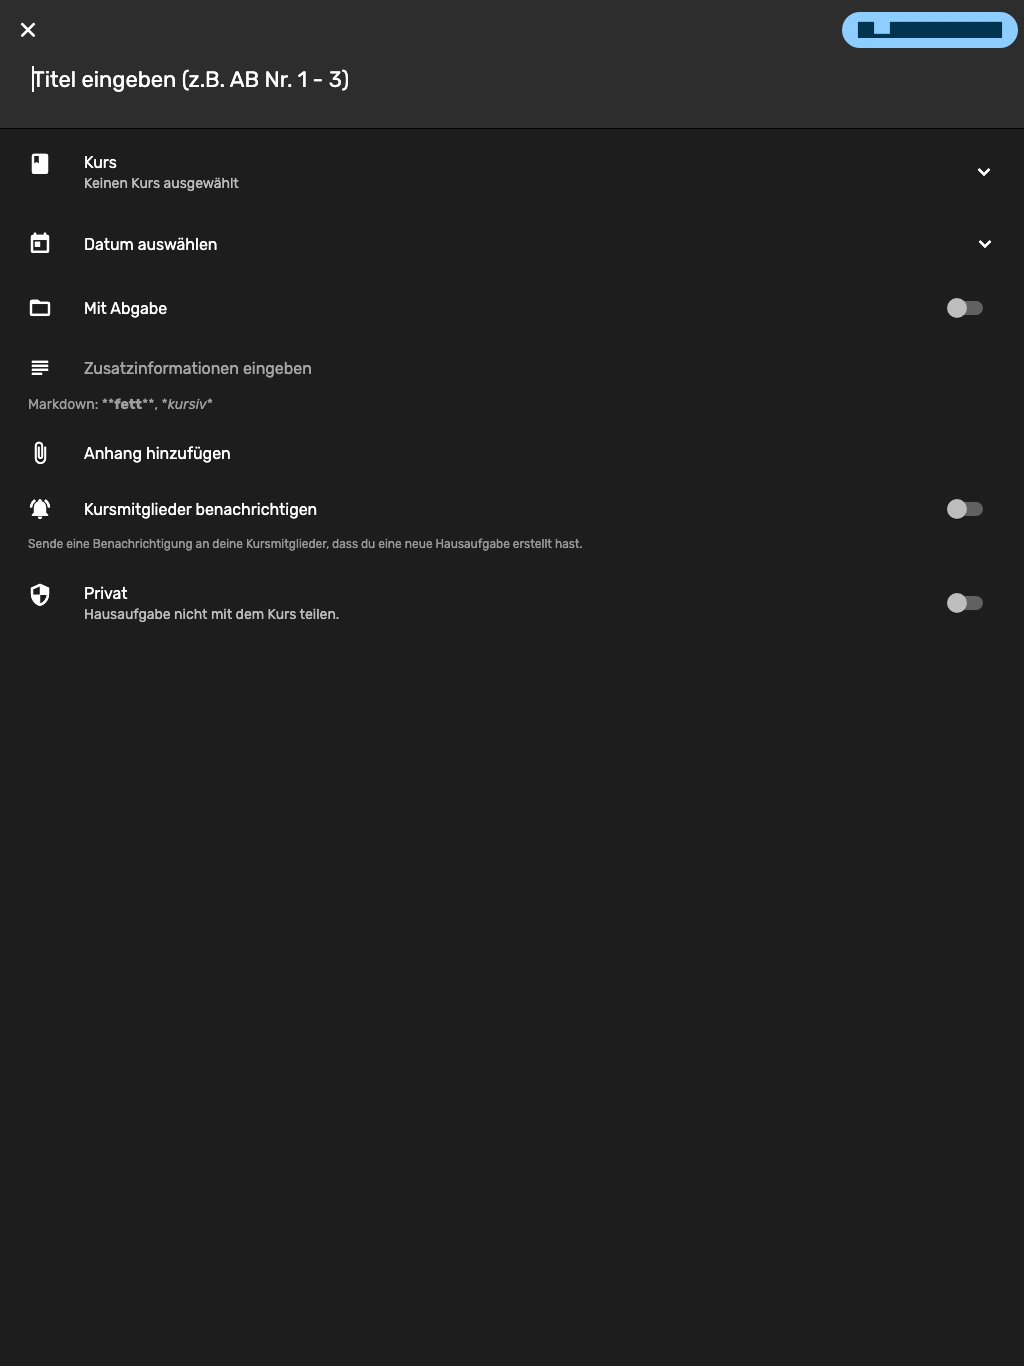 Titel eingeben (z.B. AB Nr. 1 - 3)
Kurs
Keinen Kurs ausgewählt
Datum auswählen
Mit Abgabe
Zusatzinformationen eingeben
Markdown: **fett**, *kursiv*
Anhang hinzufügen
Kursmitglieder benachrichtigen
Sende eine Benachrichtigung an deine Kursmitglieder, dass du eine neue Hausaufgabe erstellt hast.
Privat
Hausaufgabe nicht mit dem Kurs teilen.